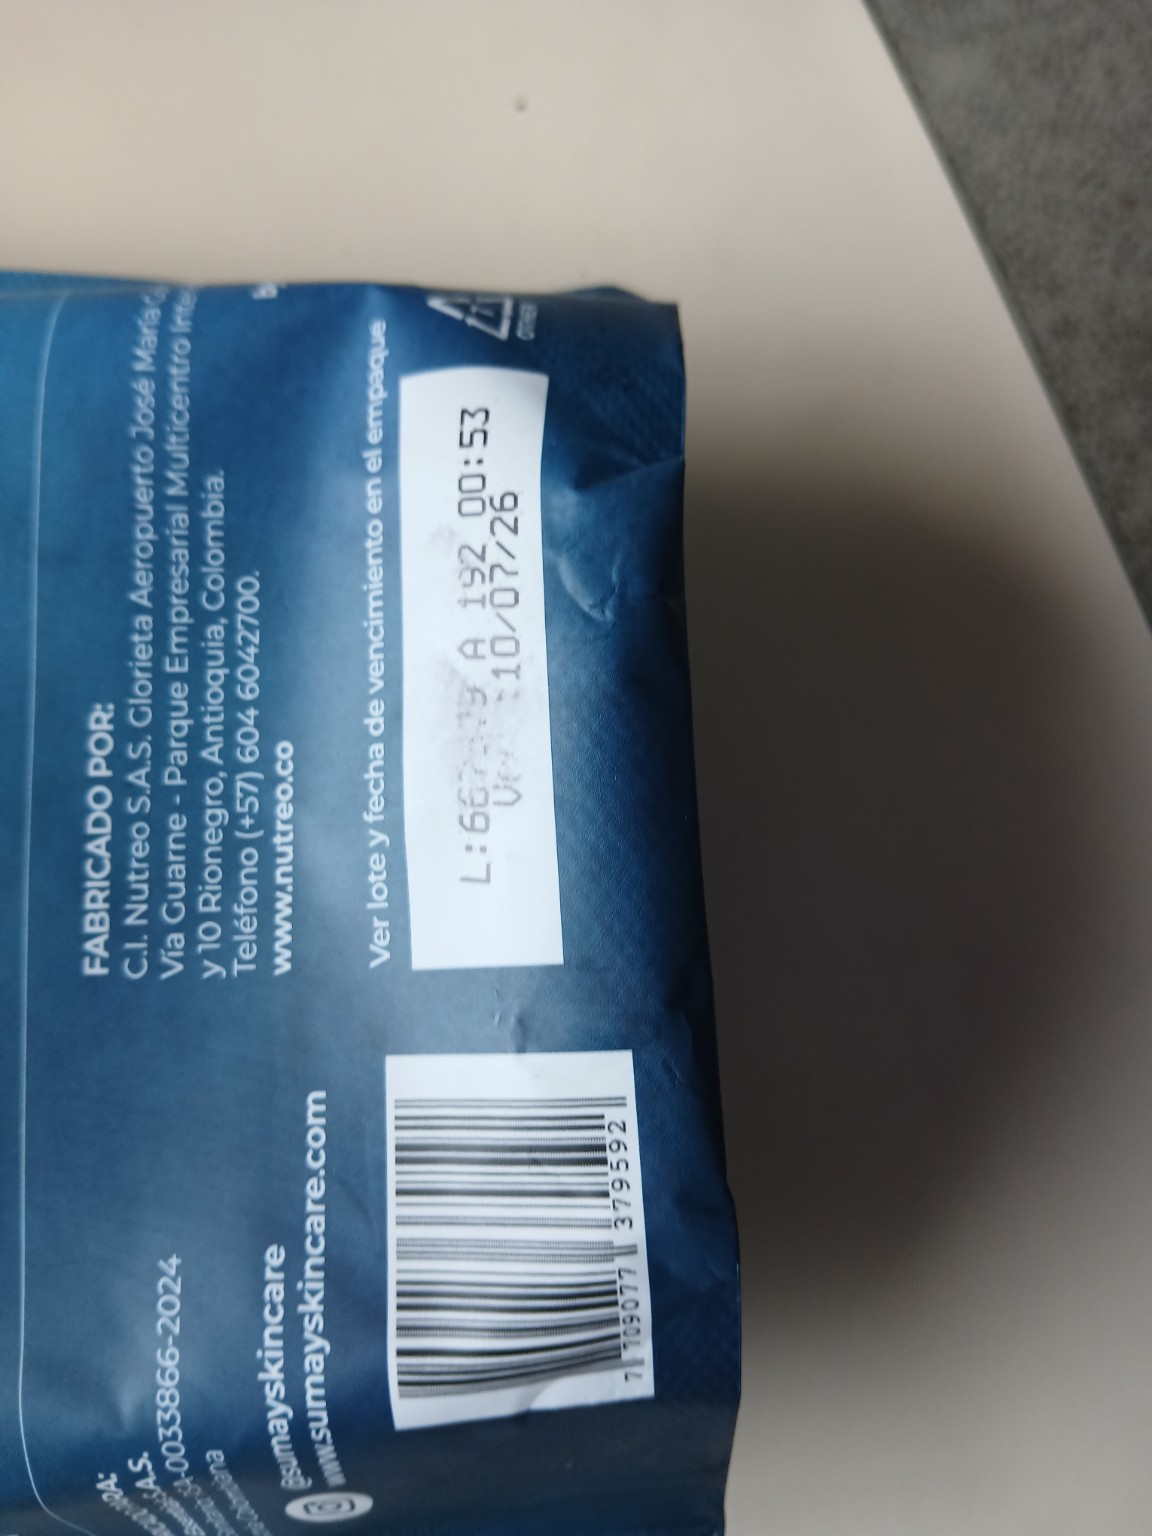 FABRICADO POR:
C.I. Nutreo S.A.S. Glorieta Aeropuerto José María
Vía Guarne - Parque Empresarial Multicentro
y 10 Rionegro, Antioquia, Colombia.
Teléfono (+57) 604 6042700.
www.nutreo.co
Ver lote y fecha de vencimiento en el empaque
A 192 00:53
10/07/26
OTHER
-0033866-2024
@sumayskincare
www.sumayskincare.com
7 709077 379592